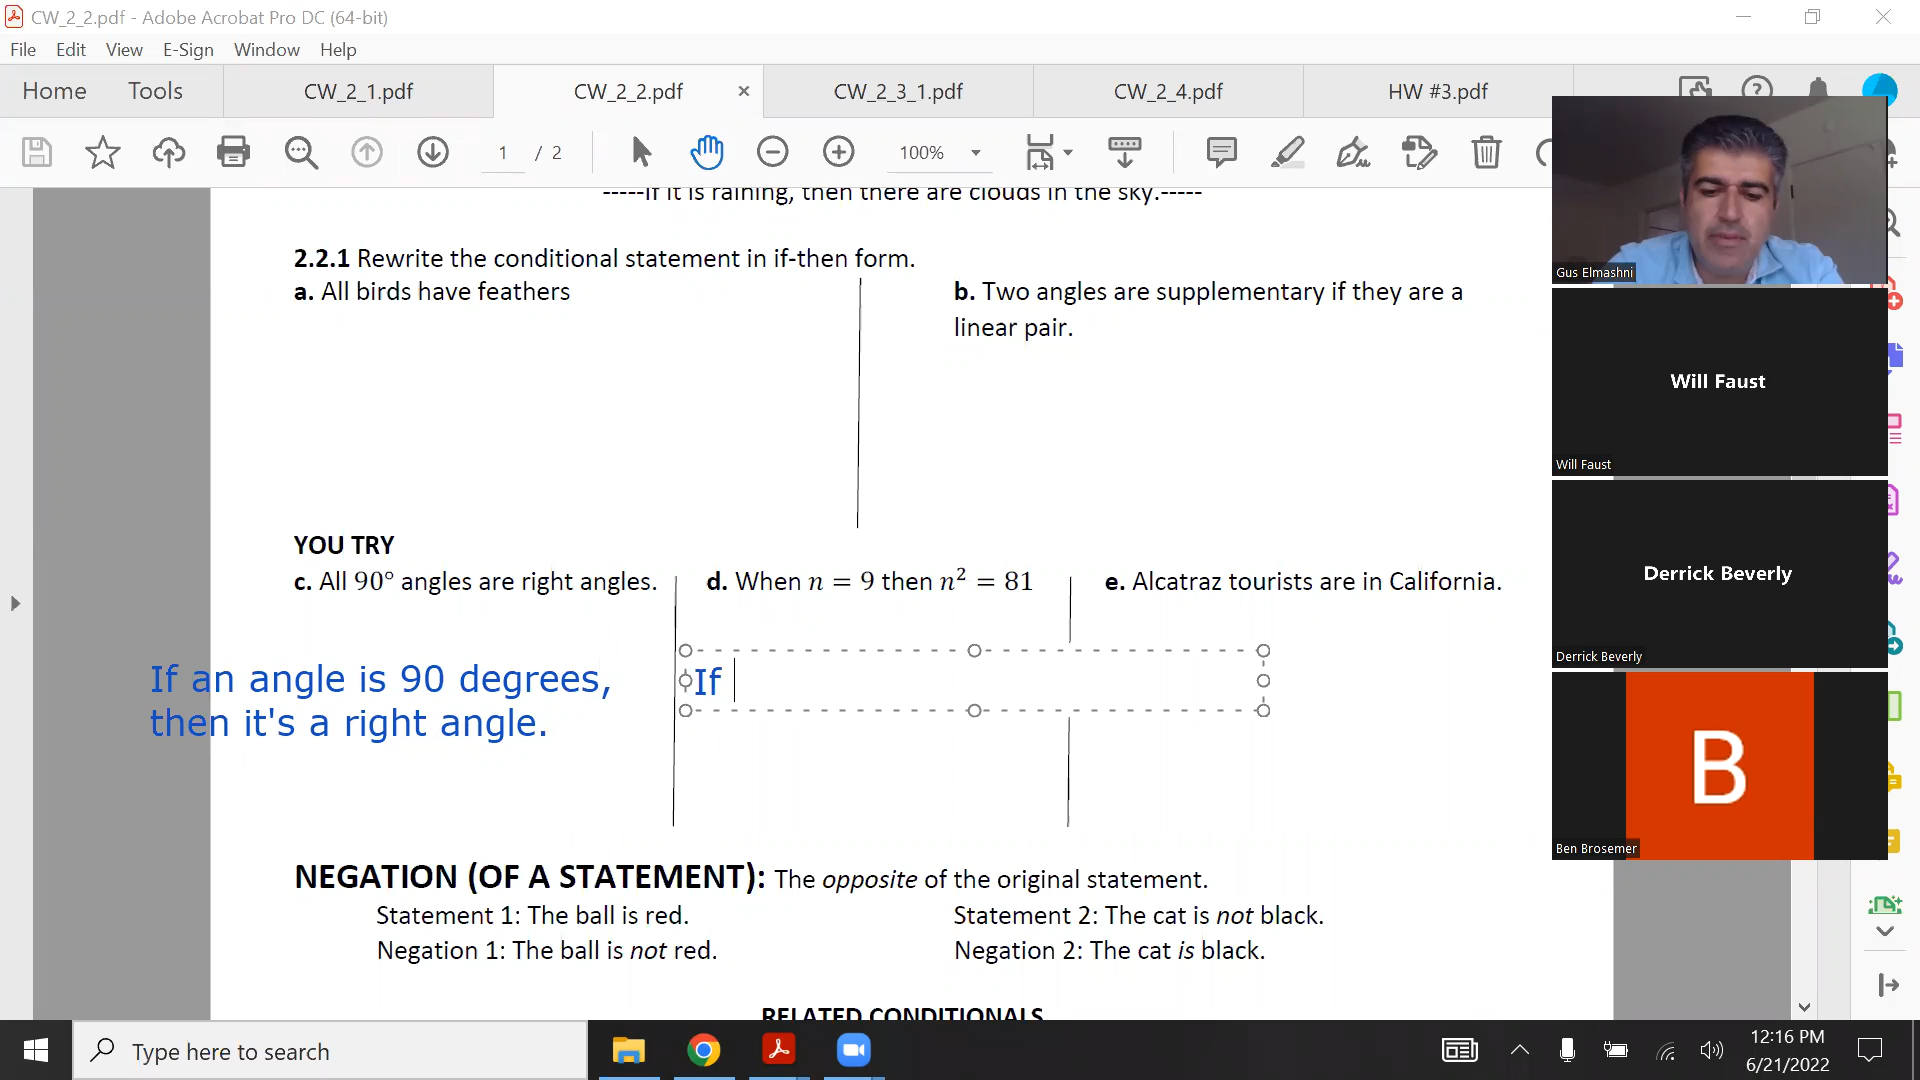 CW_2_2.pdf - Adobe Acrobat Pro DC (64-bit)
File Edit View E-Sign Window Help
Home Tools CW_2_1.pdf CW_2_2.pdf × CW_2_3_1.pdf CW_2_4.pdf HW #3.pdf
1 / 2 100%
-----If it is raining, then there are clouds in the sky.-----
2.2.1 Rewrite the conditional statement in if-then form.
a. All birds have feathers
b. Two angles are supplementary if they are a
linear pair.
YOU TRY
c. All 90° angles are right angles.
d. When n = 9 then n² = 81
e. Alcatraz tourists are in California.
If an angle is 90 degrees,
then it's a right angle.
If
NEGATION (OF A STATEMENT): The opposite of the original statement.
Statement 1: The ball is red.
Negation 1: The ball is not red.
Statement 2: The cat is not black.
Negation 2: The cat is black.
RELATED CONDITIONALS
Gus Elmashni
Will Faust
Will Faust
Derrick Beverly
Derrick Beverly
B
Ben Brosemer
Type here to search
12:16 PM
6/21/2022